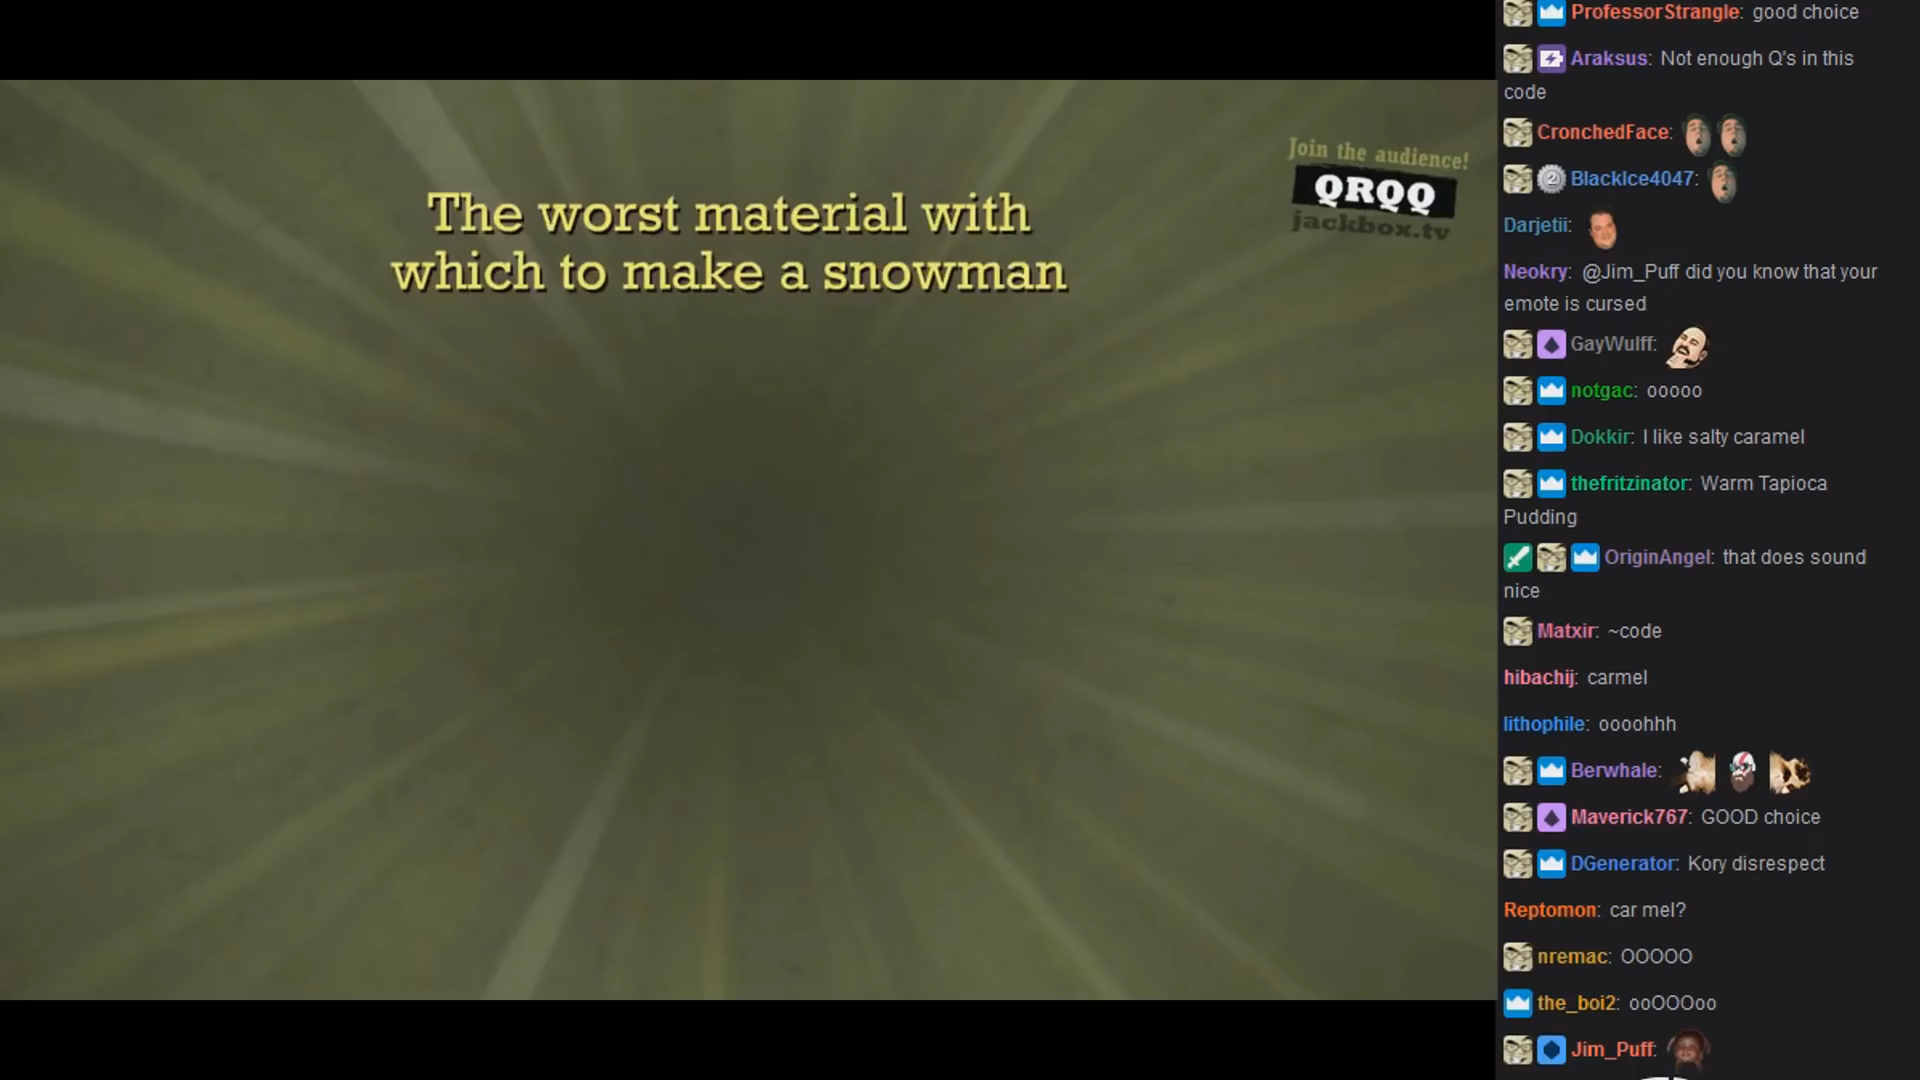 The worst material with
which to make a snowman
Join the audience!
QRQQ
jackbox.tv
ProfessorStrangle: good choice
Araksus: Not enough Q's in this
code
CronchedFace:
2 BlackIce4047:
Darjetii:
Neokry: @Jim_Puff did you know that your
emote is cursed
GayWulff:
notgac: ooooo
Dokkir: I like salty caramel
thefritzinator: Warm Tapioca
Pudding
OriginAngel: that does sound
nice
Matxir: ~code
hibachij: carmel
lithophile: oooohhh
Berwhale:
Maverick767: GOOD choice
DGenerator: Kory disrespect
Reptomon: car mel?
nremac: OOOOO
the_boi2: ooOOOoo
Jim_Puff: